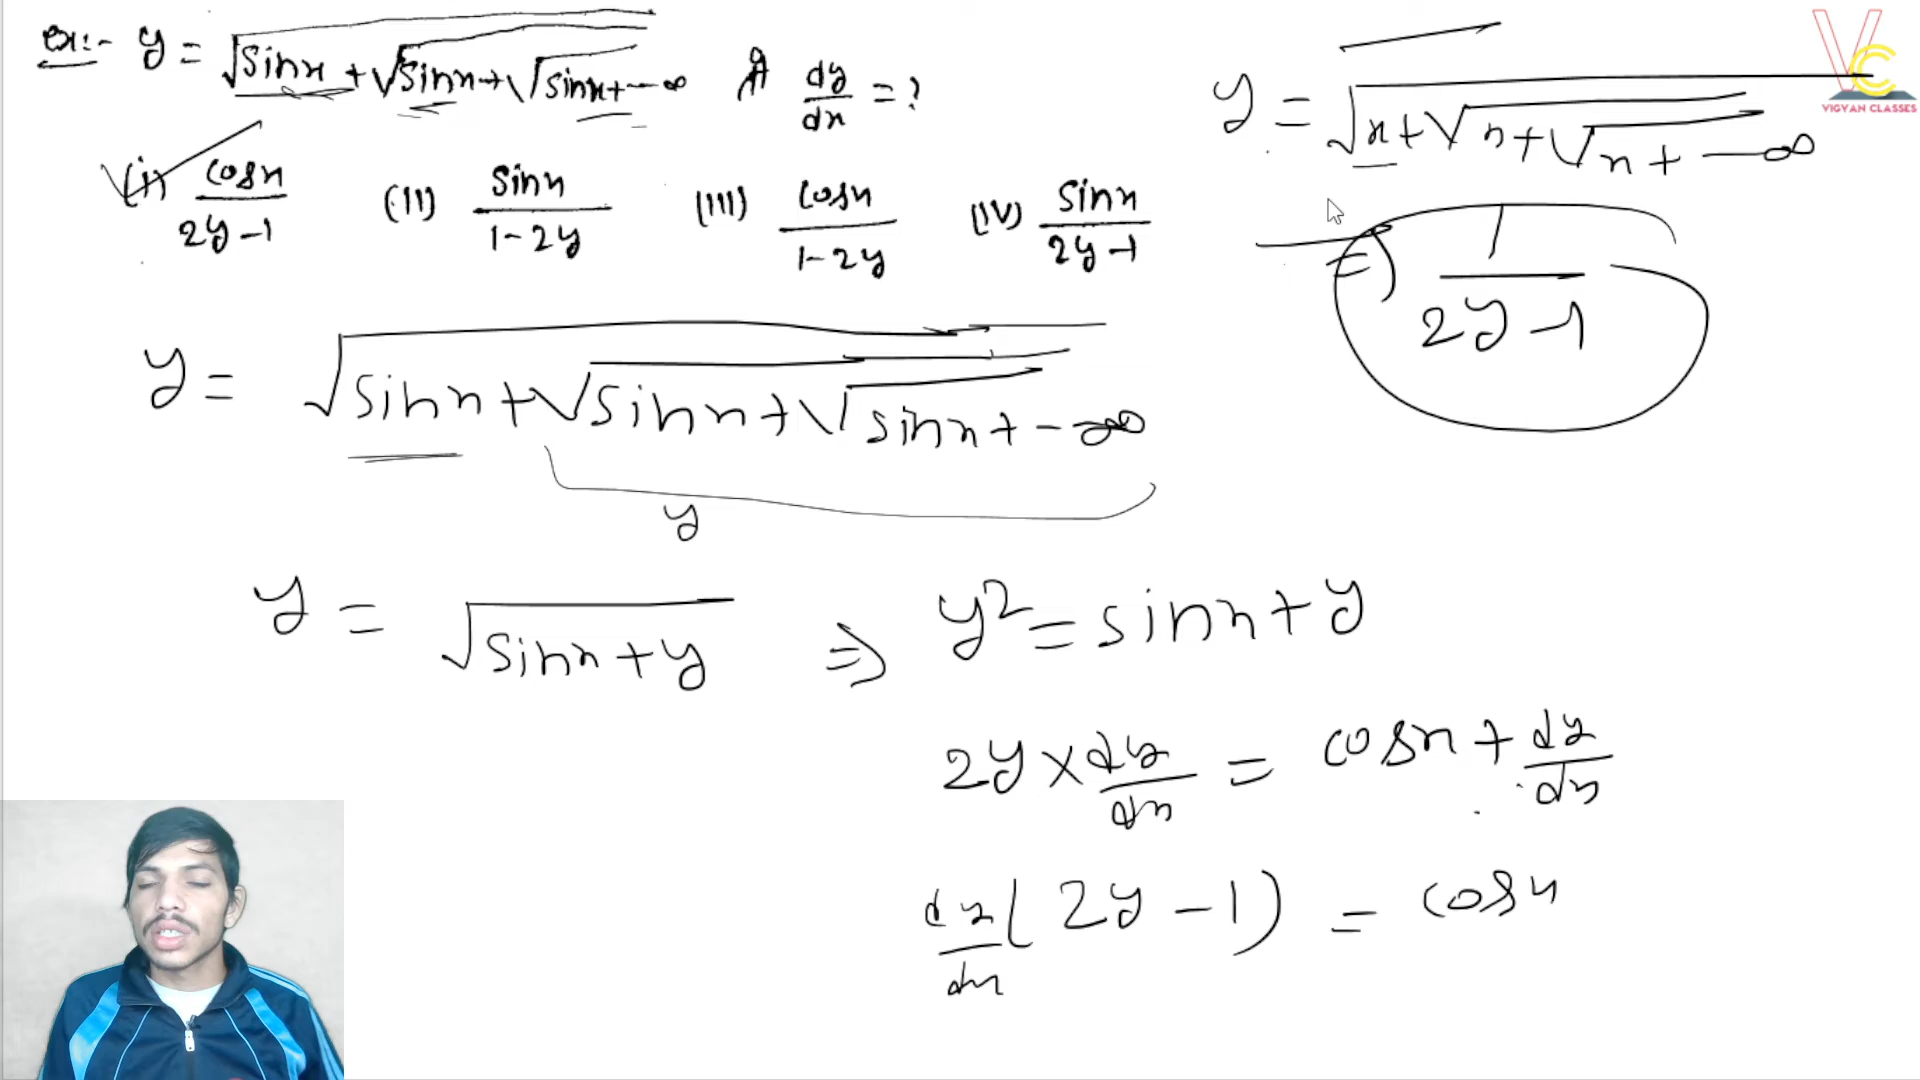 Ex:- y = √sinx + √sinx + √sinx + --- ∞ dy/dx = ?
(i) cosx/2y-1 (II) sinx/1-2y (III) cosx/1-2y (IV) sinx/2y-1
y = √sinx + √sinx + √sinx + -- ∞
y
y = √sinx + y ⇒ y² = sinx + y
2y × dy/dx = cosx + dy/dx
dy/dx (2y - 1) = cosx
y = √x + √x + √x + --- ∞
⇒ 1/2y-1
VC
VIGYAN CLASSES